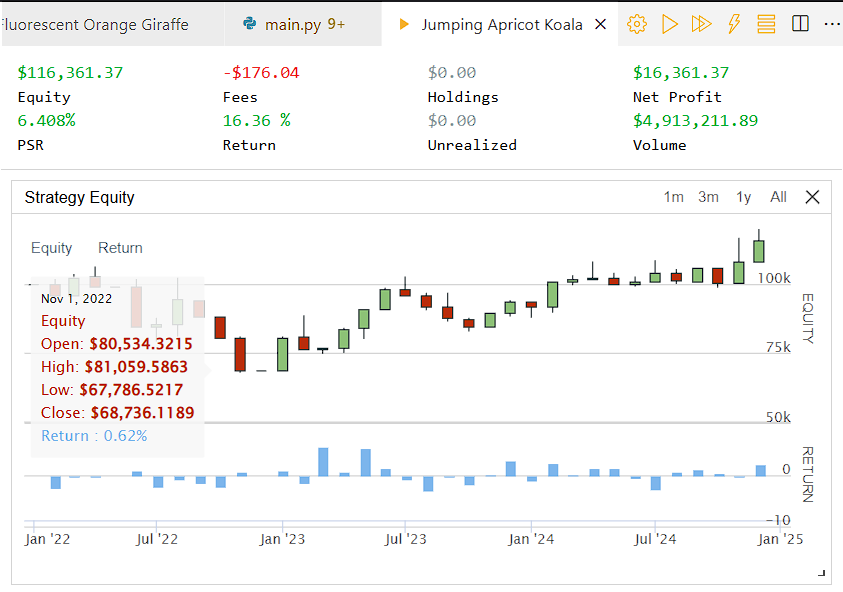 Fluorescent Orange Giraffe
main.py 9+
Jumping Apricot Koala
$116,361.37
-$176.04
$0.00
$16,361.37
Equity
Fees
Holdings
Net Profit
6.408%
16.36 %
$0.00
$4,913,211.89
PSR
Return
Unrealized
Volume
Strategy Equity
1m 3m 1y All
Equity Return
100k
Nov 1, 2022
Equity
Open: $80,534.3215
High: $81,059.5863
Low: $67,786.5217
Close: $68,736.1189
Return : 0.62%
75k
EQUITY
50k
0
RETURN
-10
Jan '22
Jul '22
Jan '23
Jul '23
Jan '24
Jul '24
Jan '25